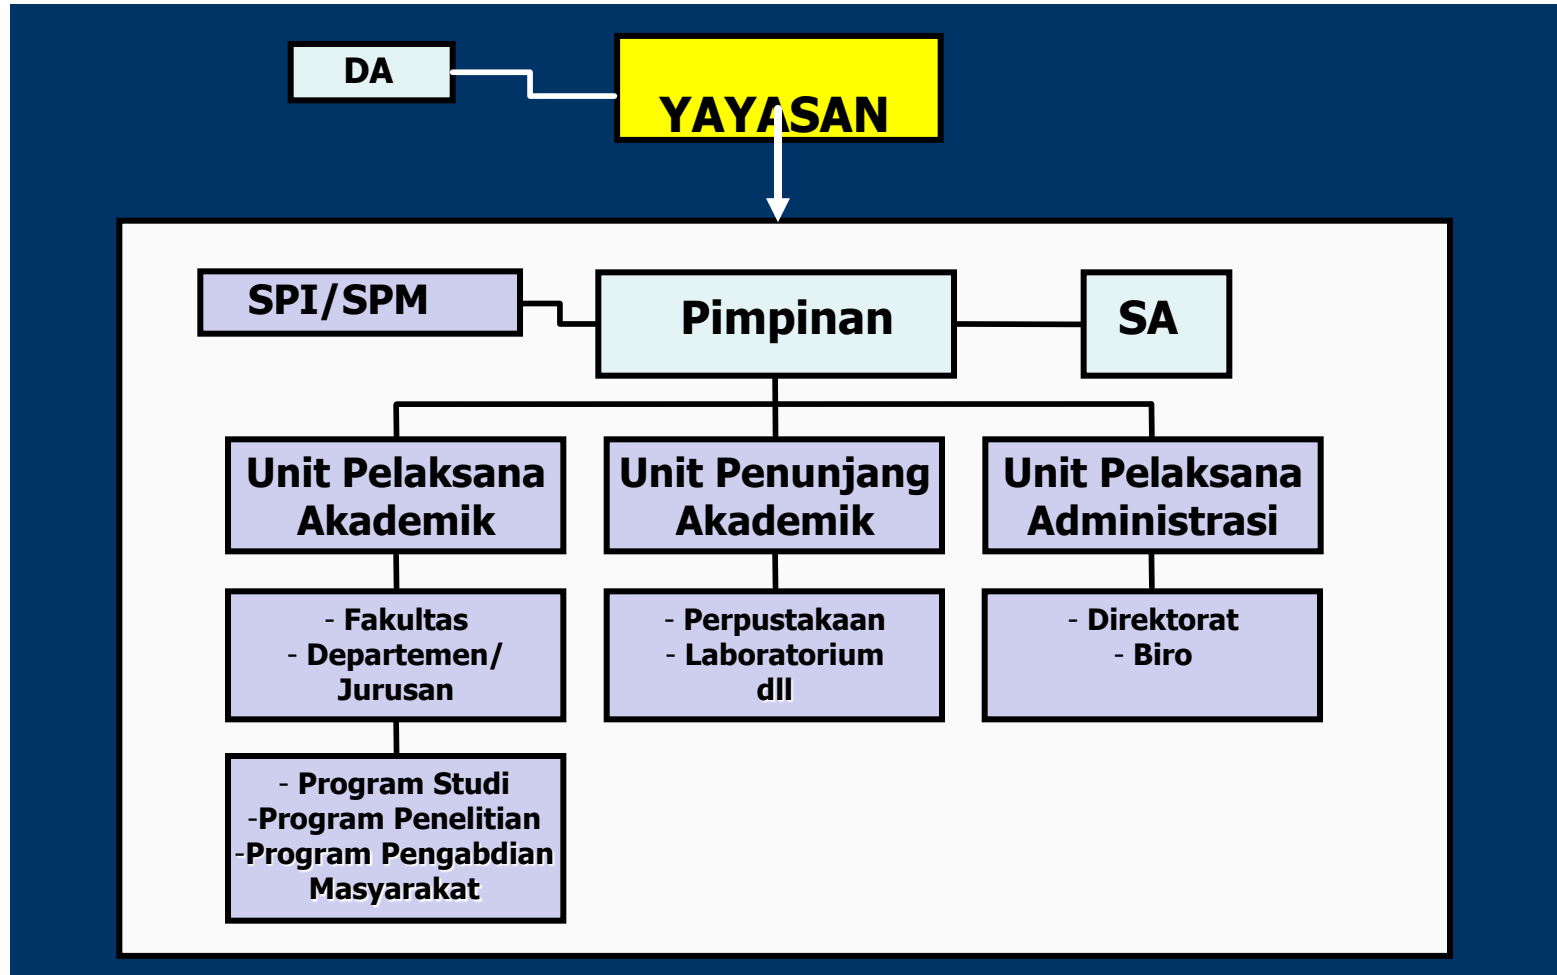 DA
YAYASAN
SPI/SPM
Pimpinan
SA
Unit Pelaksana
Akademik
Unit Penunjang
Akademik
Unit Pelaksana
Administrasi
- Fakultas
- Departemen/
Jurusan
- Perpustakaan
- Laboratorium
dll
- Direktorat
- Biro
- Program Studi
-Program Penelitian
-Program Pengabdian
Masyarakat